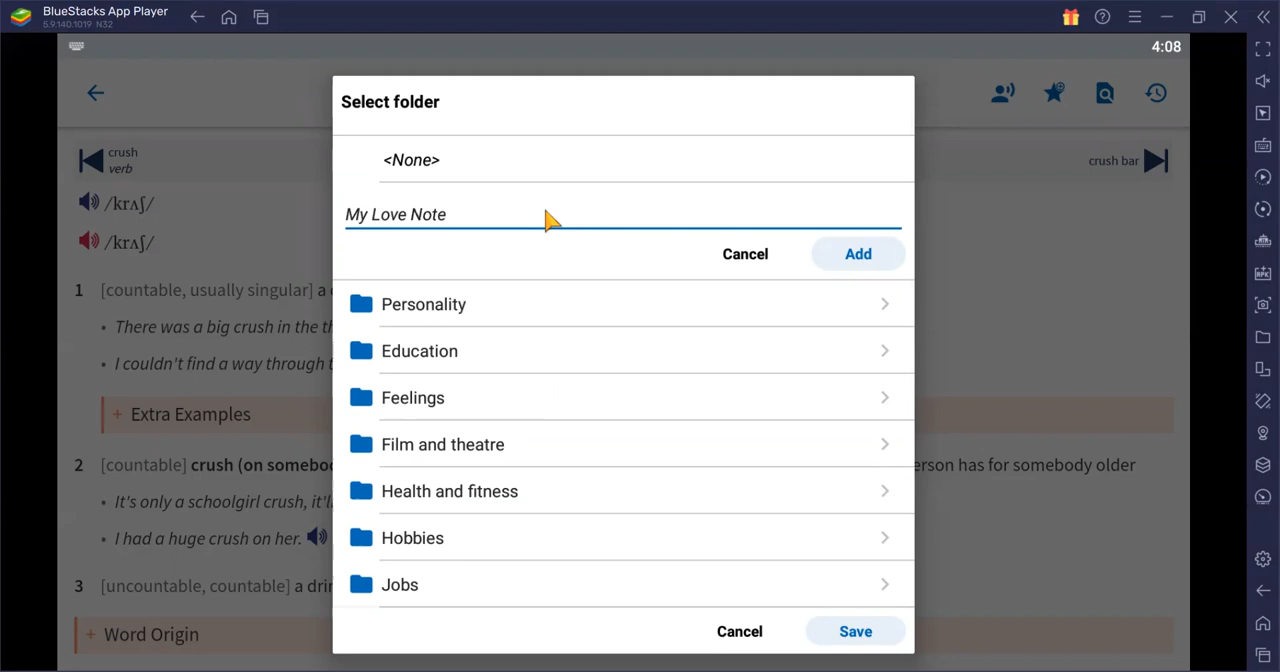 BlueStacks App Player
5.9.140.1019 N32
4:08
Select folder
crush
verb
<None>
crush bar
/krʌʃ/
My Love Note
/krʌʃ/
Cancel
Add
1 [countable, usually singular] a
Personality
• There was a big crush in the
Education
• I couldn't find a way through
Feelings
+ Extra Examples
Film and theatre
2 [countable] crush (on
erson has for somebody older
Health and fitness
• It's only a schoolgirl crush,
Hobbies
• I had a huge crush on her.
Jobs
3 [uncountable, countable] a
Cancel
Save
+ Word Origin